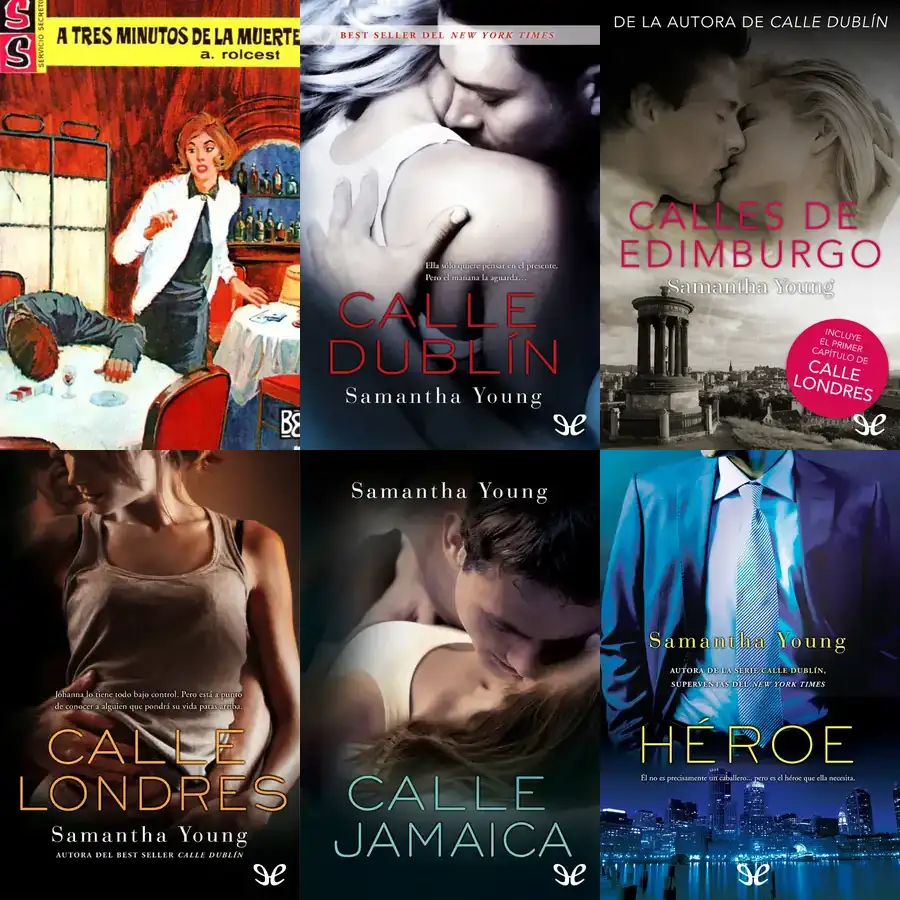 SS
SERVICIO SECRETO
A TRES MINUTOS DE LA MUERTE
a. rolcest
BEST SELLER DEL NEW YORK TIMES
Ella sólo quiere pensar en el presente.
Pero el mañana la aguarda...
CALLE
DUBLÍN
Samantha Young
DE LA AUTORA DE CALLE DUBLÍN
CALLES DE
EDIMBURGO
Samantha Young
INCLUYE
EL PRIMER
CAPÍTULO DE
CALLE
LONDRES
Johanna lo tiene todo bajo control. Pero está a punto
de conocer a alguien que pondrá su vida patas arriba.
CALLE
LONDRES
Samantha Young
AUTORA DEL BEST SELLER CALLE DUBLÍN
Samantha Young
CALLE
JAMAICA
Samantha Young
AUTORA DE LA SERIE CALLE DUBLÍN,
SUPERVENTAS DEL NEW YORK TIMES
HÉROE
Él no es precisamente un caballero... pero es el héroe que ella necesita.